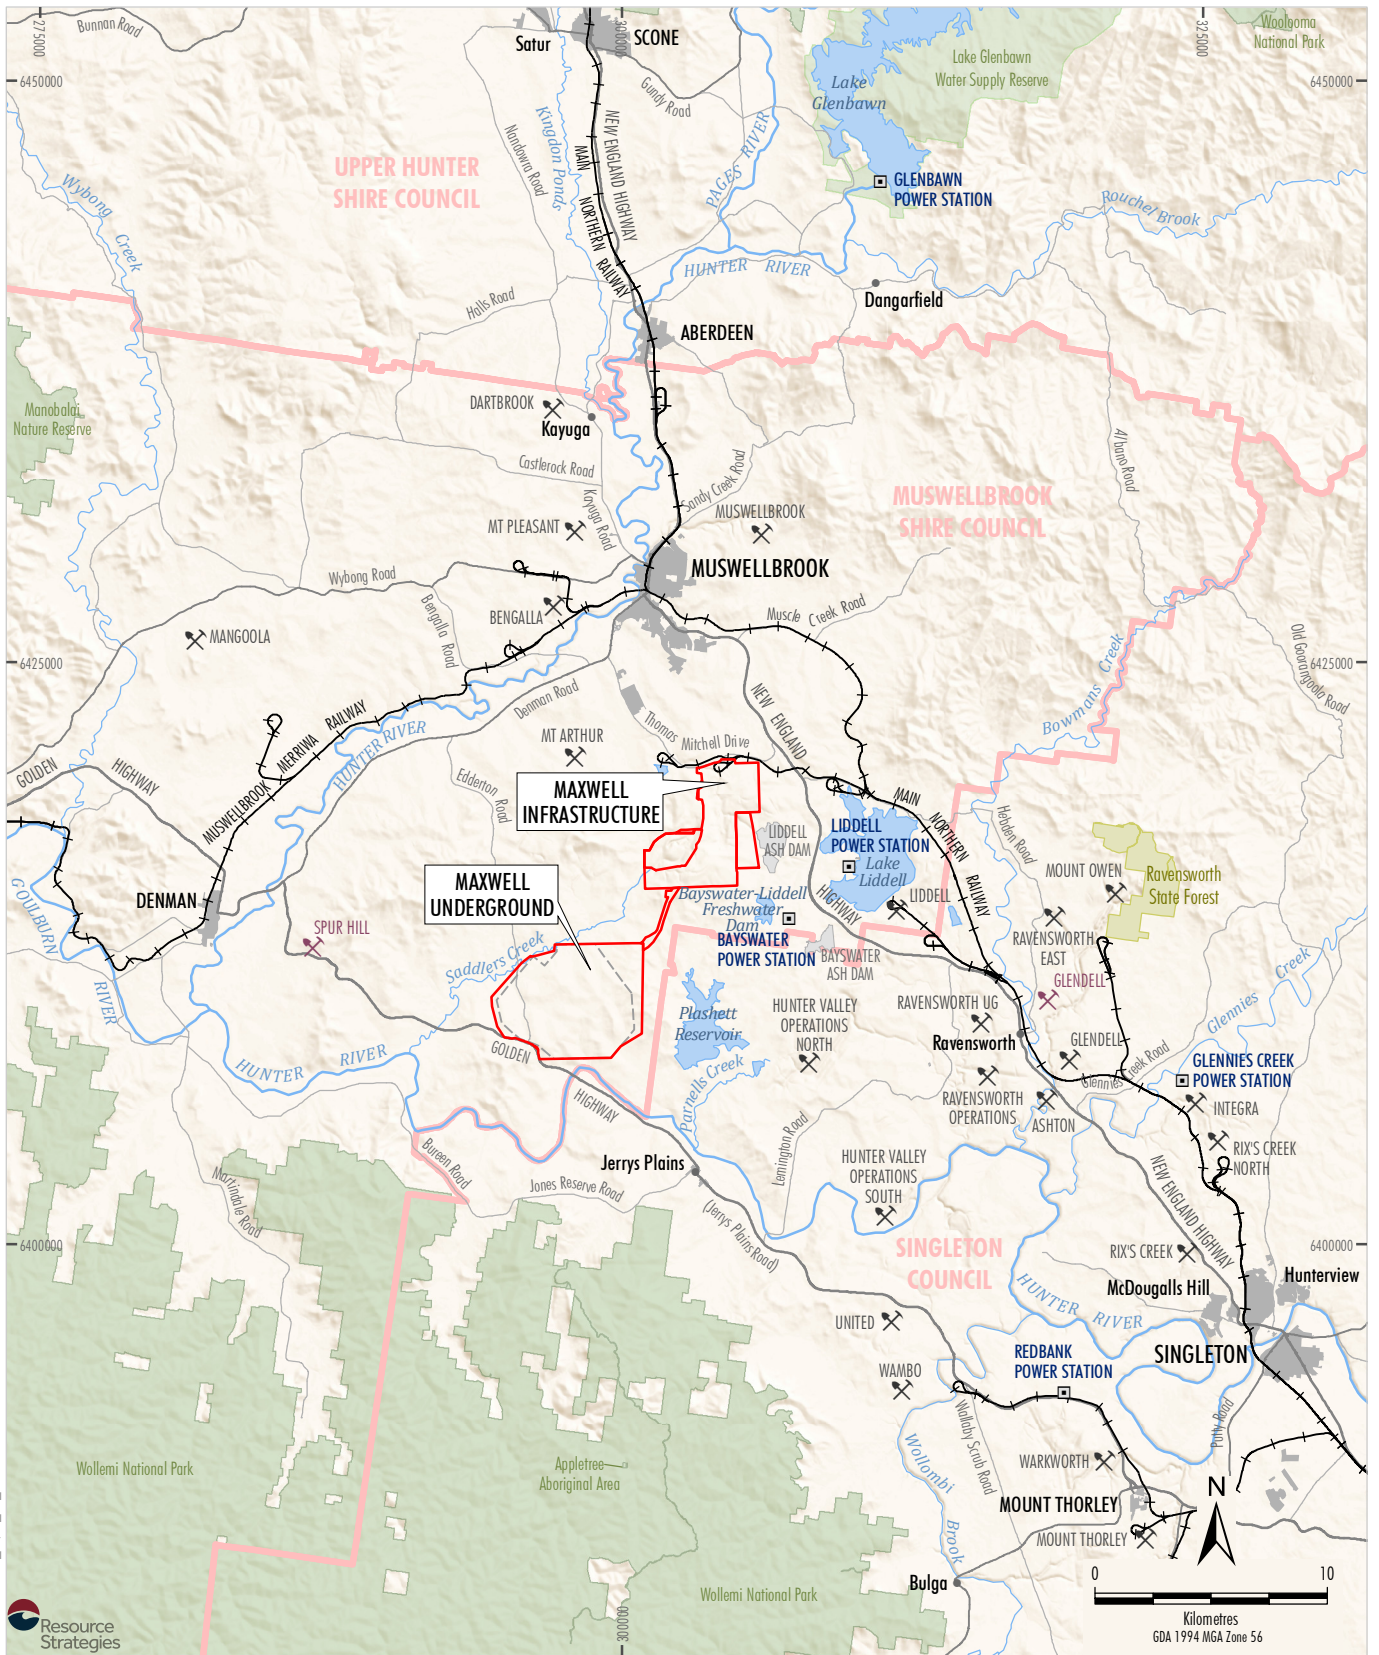 275000
300000
325000
Bunnan Road
Satur
SCONE
Woolooma
National Park
Lake Glenbawn
Water Supply Reserve
6450000
6450000
Lake
Glenbawn
Gundy Road
Kingdon Ponds
NEW ENGLAND HIGHWAY
MAIN NORTHERN RAILWAY
Nandowra Road
PAGES RIVER
UPPER HUNTER
SHIRE COUNCIL
GLENBAWN
POWER STATION
Wybong Creek
Rouchel Brook
HUNTER RIVER
Dangarfield
Halls Road
ABERDEEN
Manobalai
Nature Reserve
DARTBROOK
Kayuga
Castlerock Road
Albano Road
Sandy Creek Road
Kayuga Road
MUSWELLBROOK
SHIRE COUNCIL
MT PLEASANT
MUSWELLBROOK
MUSWELLBROOK
Wybong Road
Bengalla Road
BENGALLA
Muscle Creek Road
MANGOOLA
Old Goorangoola Road
Bowmans Creek
6425000
6425000
Denman Road
NEW ENGLAND
HIGHWAY
MUSWELLBROOK MERRIWA RAILWAY
HUNTER RIVER
Thomas Mitchell Drive
MT ARTHUR
GOLDEN HIGHWAY
Edderton Road
MAXWELL
INFRASTRUCTURE
MAIN NORTHERN RAILWAY
Hebden Road
LIDDELL
ASH DAM
LIDDELL
POWER STATION
Lake
Liddell
MOUNT OWEN
Ravensworth
State Forest
MAXWELL
UNDERGROUND
Bayswater-Liddell
Freshwater
Dam
LIDDELL
DENMAN
GOULBURN RIVER
SPUR HILL
Saddlers Creek
BAYSWATER
POWER STATION
BAYSWATER
ASH DAM
RAVENSWORTH
EAST
GLENDELL
Glennies Creek
RAVENSWORTH UG
HUNTER VALLEY
OPERATIONS
NORTH
Plashett
Reservoir
Ravensworth
GLENDELL
GOLDEN
HIGHWAY
HUNTER RIVER
Parnells Creek
Glennies Creek Road
GLENNIES CREEK
POWER STATION
RAVENSWORTH
OPERATIONS
ASHTON
INTEGRA
Lemington Road
RIX'S CREEK
NORTH
Bureen Road
Martindale Road
Jerrys Plains
Jones Reserve Road
HUNTER VALLEY
OPERATIONS
SOUTH
(Jerrys Plains Road)
NEW ENGLAND HIGHWAY
6400000
6400000
SINGLETON
COUNCIL
RIX'S CREEK
McDougalls Hill
Hunterview
HUNTER RIVER
UNITED
SINGLETON
REDBANK
POWER STATION
WAMBO
Wallaby Scrub Road
Putty Road
Wollombi Brook
Wollemi National Park
Appletree
Aboriginal Area
WARKWORTH
MOUNT THORLEY
MOUNT THORLEY
N
Bulga
Wollemi National Park
0
10
Kilometres
GDA 1994 MGA Zone 56
Resource
Strategies
300000